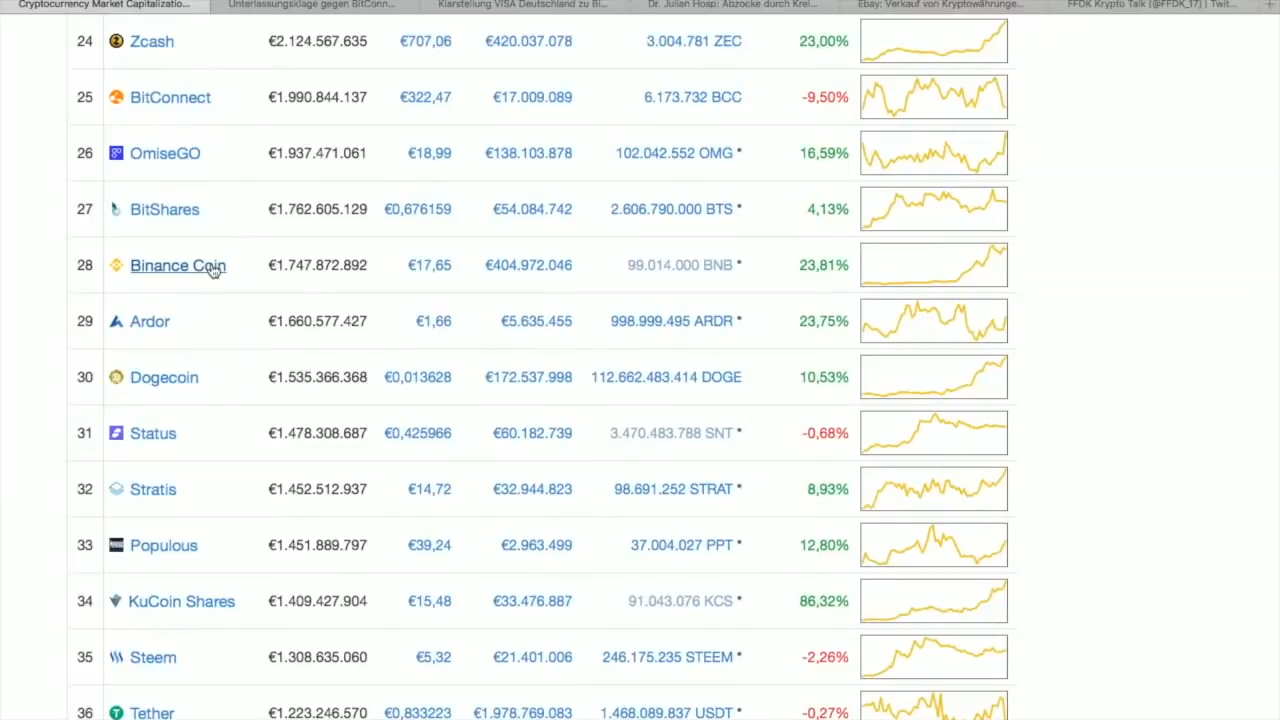 Cryptocurrency Market Capitalizatio... Unterlassungsklage gegen BitConn... Klarstellung VISA Deutschland zu Bi... Dr. Julian Hosp: Abzocke durch Krei... Ebay: Verkauf von Kryptowährunge... FFDK Krypto Talk (@FFDK_17) | Twit... +
24 Zcash €2.124.567.635 €707,06 €420.037.078 3.004.781 ZEC 23,00%
25 BitConnect €1.990.844.137 €322,47 €17.009.089 6.173.732 BCC -9,50%
26 OmiseGO €1.937.471.061 €18,99 €138.103.878 102.042.552 OMG * 16,59%
27 BitShares €1.762.605.129 €0,676159 €54.084.742 2.606.790.000 BTS * 4,13%
28 Binance Coin €1.747.872.892 €17,65 €404.972.046 99.014.000 BNB * 23,81%
29 Ardor €1.660.577.427 €1,66 €5.635.455 998.999.495 ARDR * 23,75%
30 Dogecoin €1.535.366.368 €0,013628 €172.537.998 112.662.483.414 DOGE 10,53%
31 Status €1.478.308.687 €0,425966 €60.182.739 3.470.483.788 SNT * -0,68%
32 Stratis €1.452.512.937 €14,72 €32.944.823 98.691.252 STRAT * 8,93%
33 Populous €1.451.889.797 €39,24 €2.963.499 37.004.027 PPT * 12,80%
34 KuCoin Shares €1.409.427.904 €15,48 €33.476.887 91.043.076 KCS * 86,32%
35 Steem €1.308.635.060 €5,32 €21.401.006 246.175.235 STEEM * -2,26%
36 Tether €1.223.246.570 €0,833223 €1.978.769.083 1.468.089.837 USDT * -0,27%